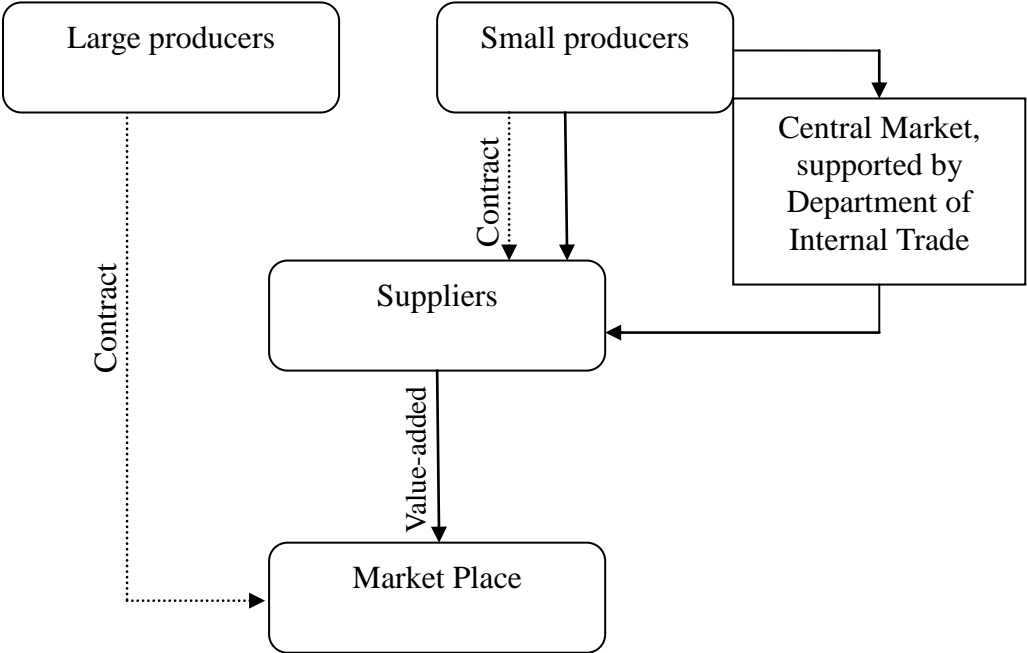 Large producers
Small producers
Central Market,
supported by
Department of
Internal Trade
Contract
Contract
Suppliers
Value-added
Market Place